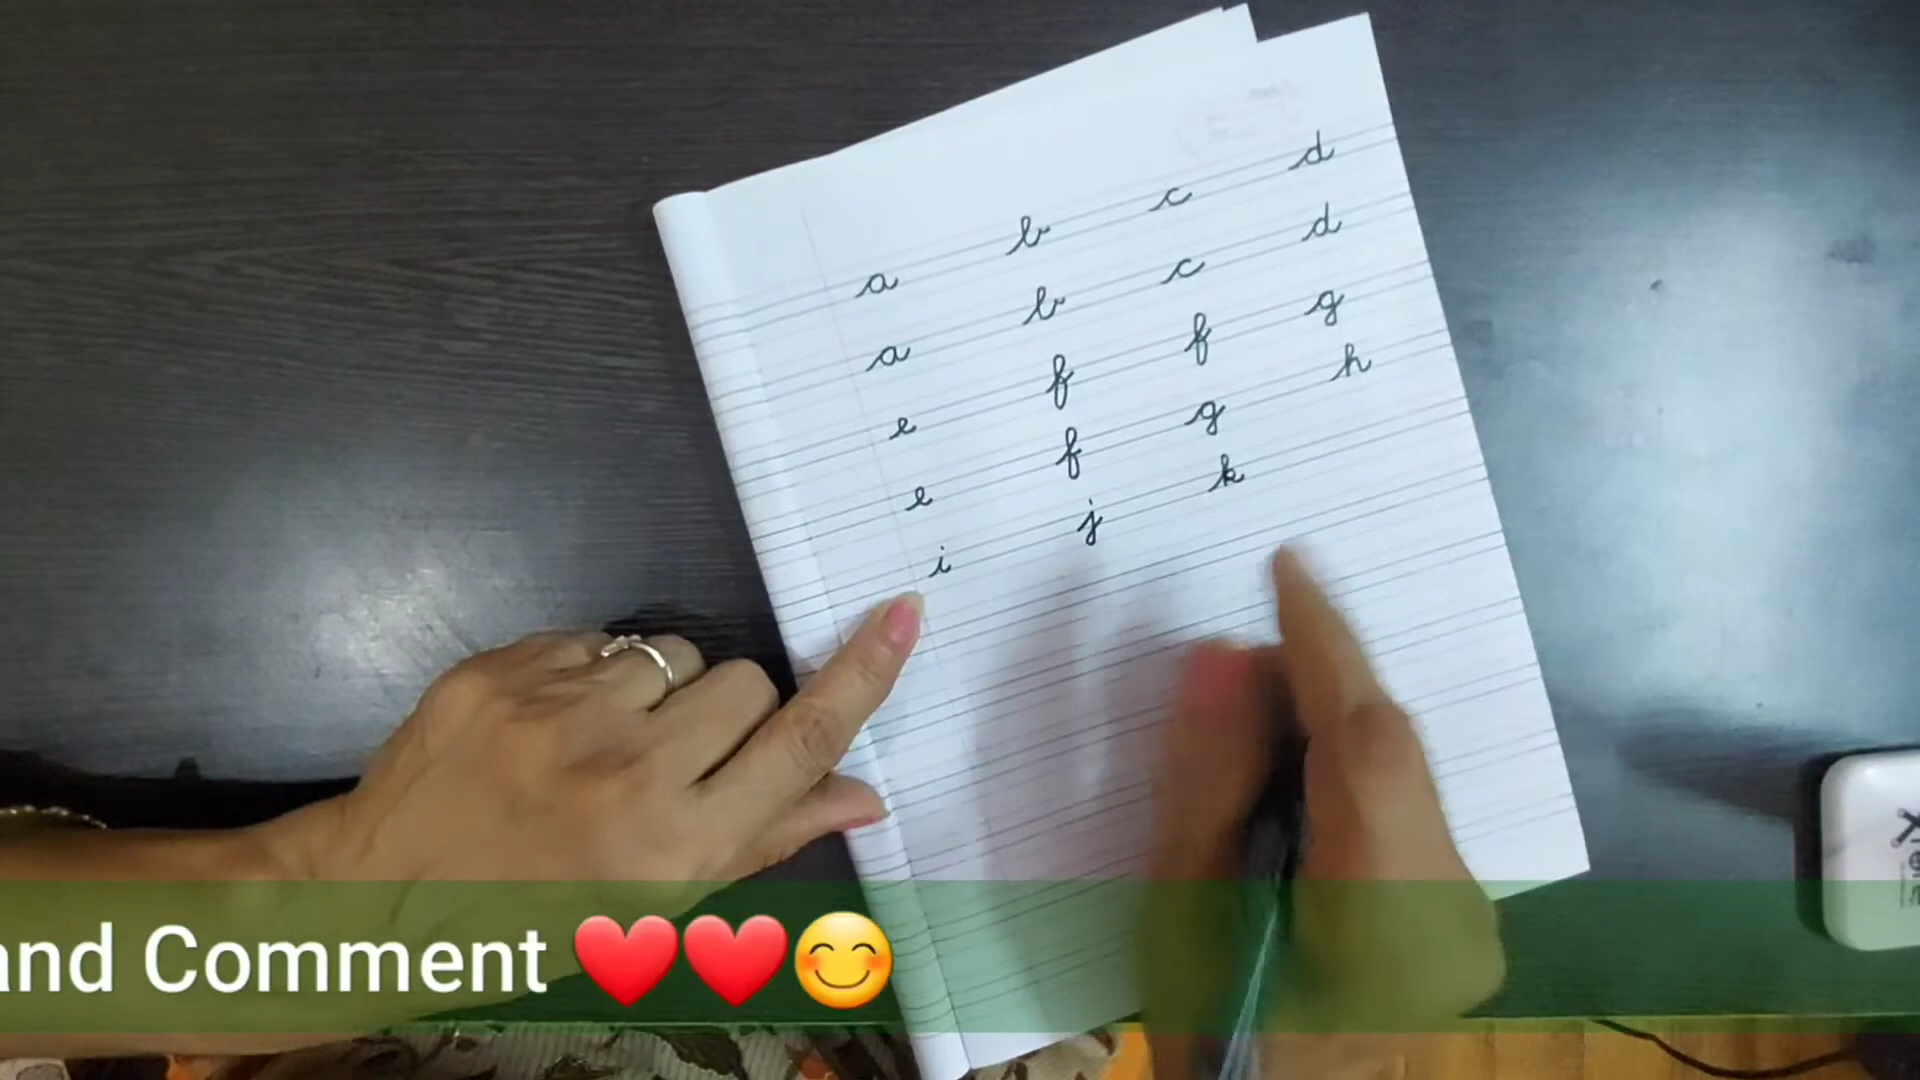 a b c d
a b c d
e f f g
e f g h
i j k
and Comment ❤️❤️😊